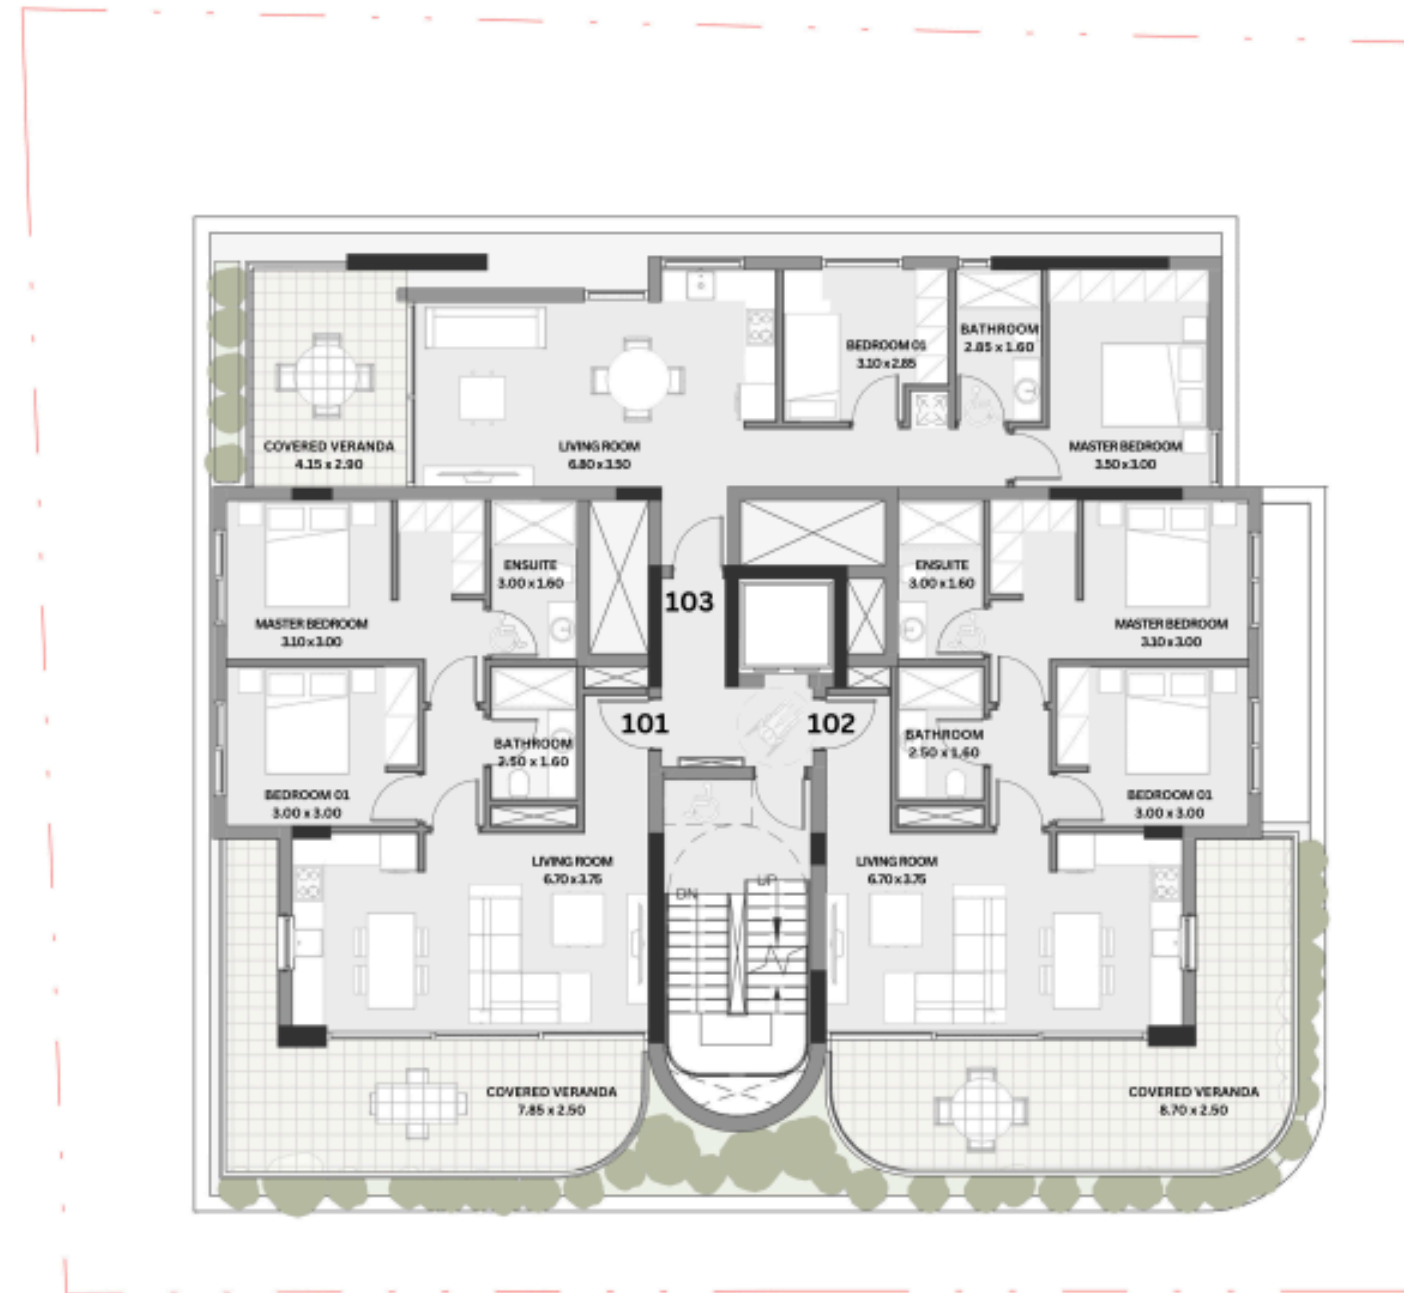 BEDROOM 01
3.10 x 2.85
BATHROOM
2.85 x 1.60
COVERED VERANDA
4.15 x 2.90
LIVING ROOM
6.80 x 3.50
MASTER BEDROOM
3.50 x 3.00
ENSUITE
3.00 x 1.60
ENSUITE
3.00 x 1.60
103
MASTER BEDROOM
3.10 x 3.00
MASTER BEDROOM
3.10 x 3.00
101
102
BATHROOM
2.50 x 1.60
BATHROOM
2.50 x 1.60
BEDROOM 01
3.00 x 3.00
BEDROOM 01
3.00 x 3.00
LIVING ROOM
6.70 x 3.75
LIVING ROOM
6.70 x 3.75
DN
UP
COVERED VERANDA
7.85 x 2.50
COVERED VERANDA
8.70 x 2.50